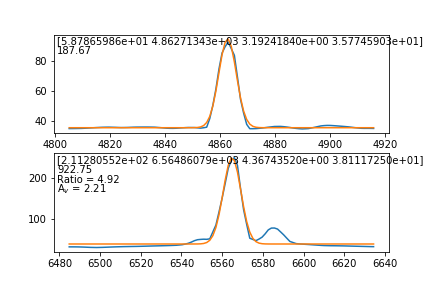 [5.87865986e+01 4.86271343e+03 3.19241840e+00 3.57745903e+01]
187.67
80
60
40
4800 4820 4840 4860 4880 4900 4920
[2.11280552e+02 6.56486079e+03 4.36743520e+00 3.81117250e+01]
922.75
Ratio = 4.92
Av = 2.21
200
100
6480 6500 6520 6540 6560 6580 6600 6620 6640